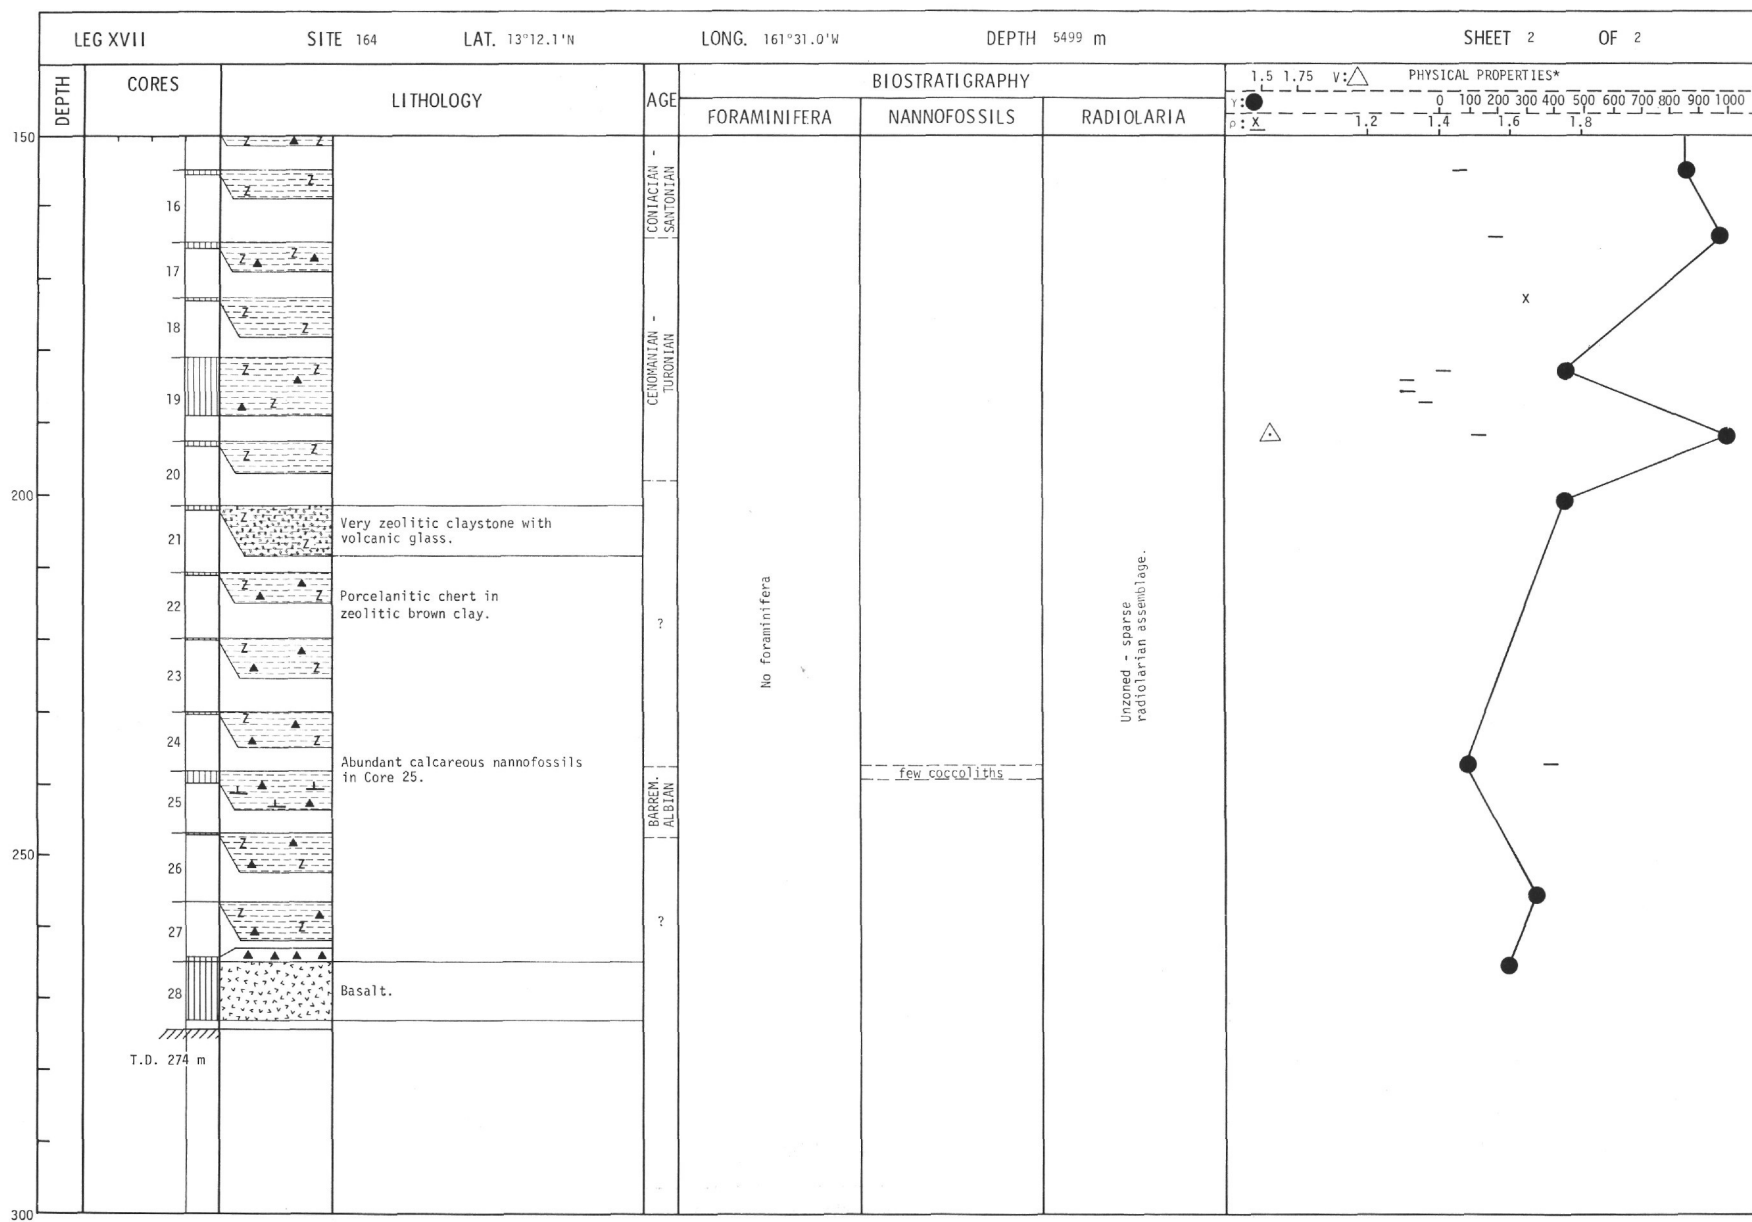 LEG XVII SITE 164 LAT. 13°12.1'N LONG. 161°31.0'W DEPTH 5499 m SHEET 2 OF 2
DEPTH CORES LITHOLOGY AGE BIOSTRATIGRAPHY
FORAMINIFERA NANNOFOSSILS RADIOLARIA
1.5 1.75 V: PHYSICAL PROPERTIES*
γ: 0 100 200 300 400 500 600 700 800 900 1000
ρ: X 1.2 1.4 1.6 1.8
150
Z Z
CONIACIAN -
SANTONIAN
16 Z Z
17 Z Z
X
18 Z Z
CENOMANIAN -
TURONIAN
19 Z Z Z
20 Z Z
200
21 Z Z
Very zeolitic claystone with
volcanic glass.
22 Z Z
Porcelanitic chert in
zeolitic brown clay.
?
No foraminifera
Unzoned - sparse
radiolarian assemblage.
23 Z Z
24 Z Z
Abundant calcareous nannofossils
in Core 25.
few coccoliths
25
BARREM.
ALBIAN
250
26 Z Z
27 Z Z
?
28
Basalt.
T.D. 274 m
300